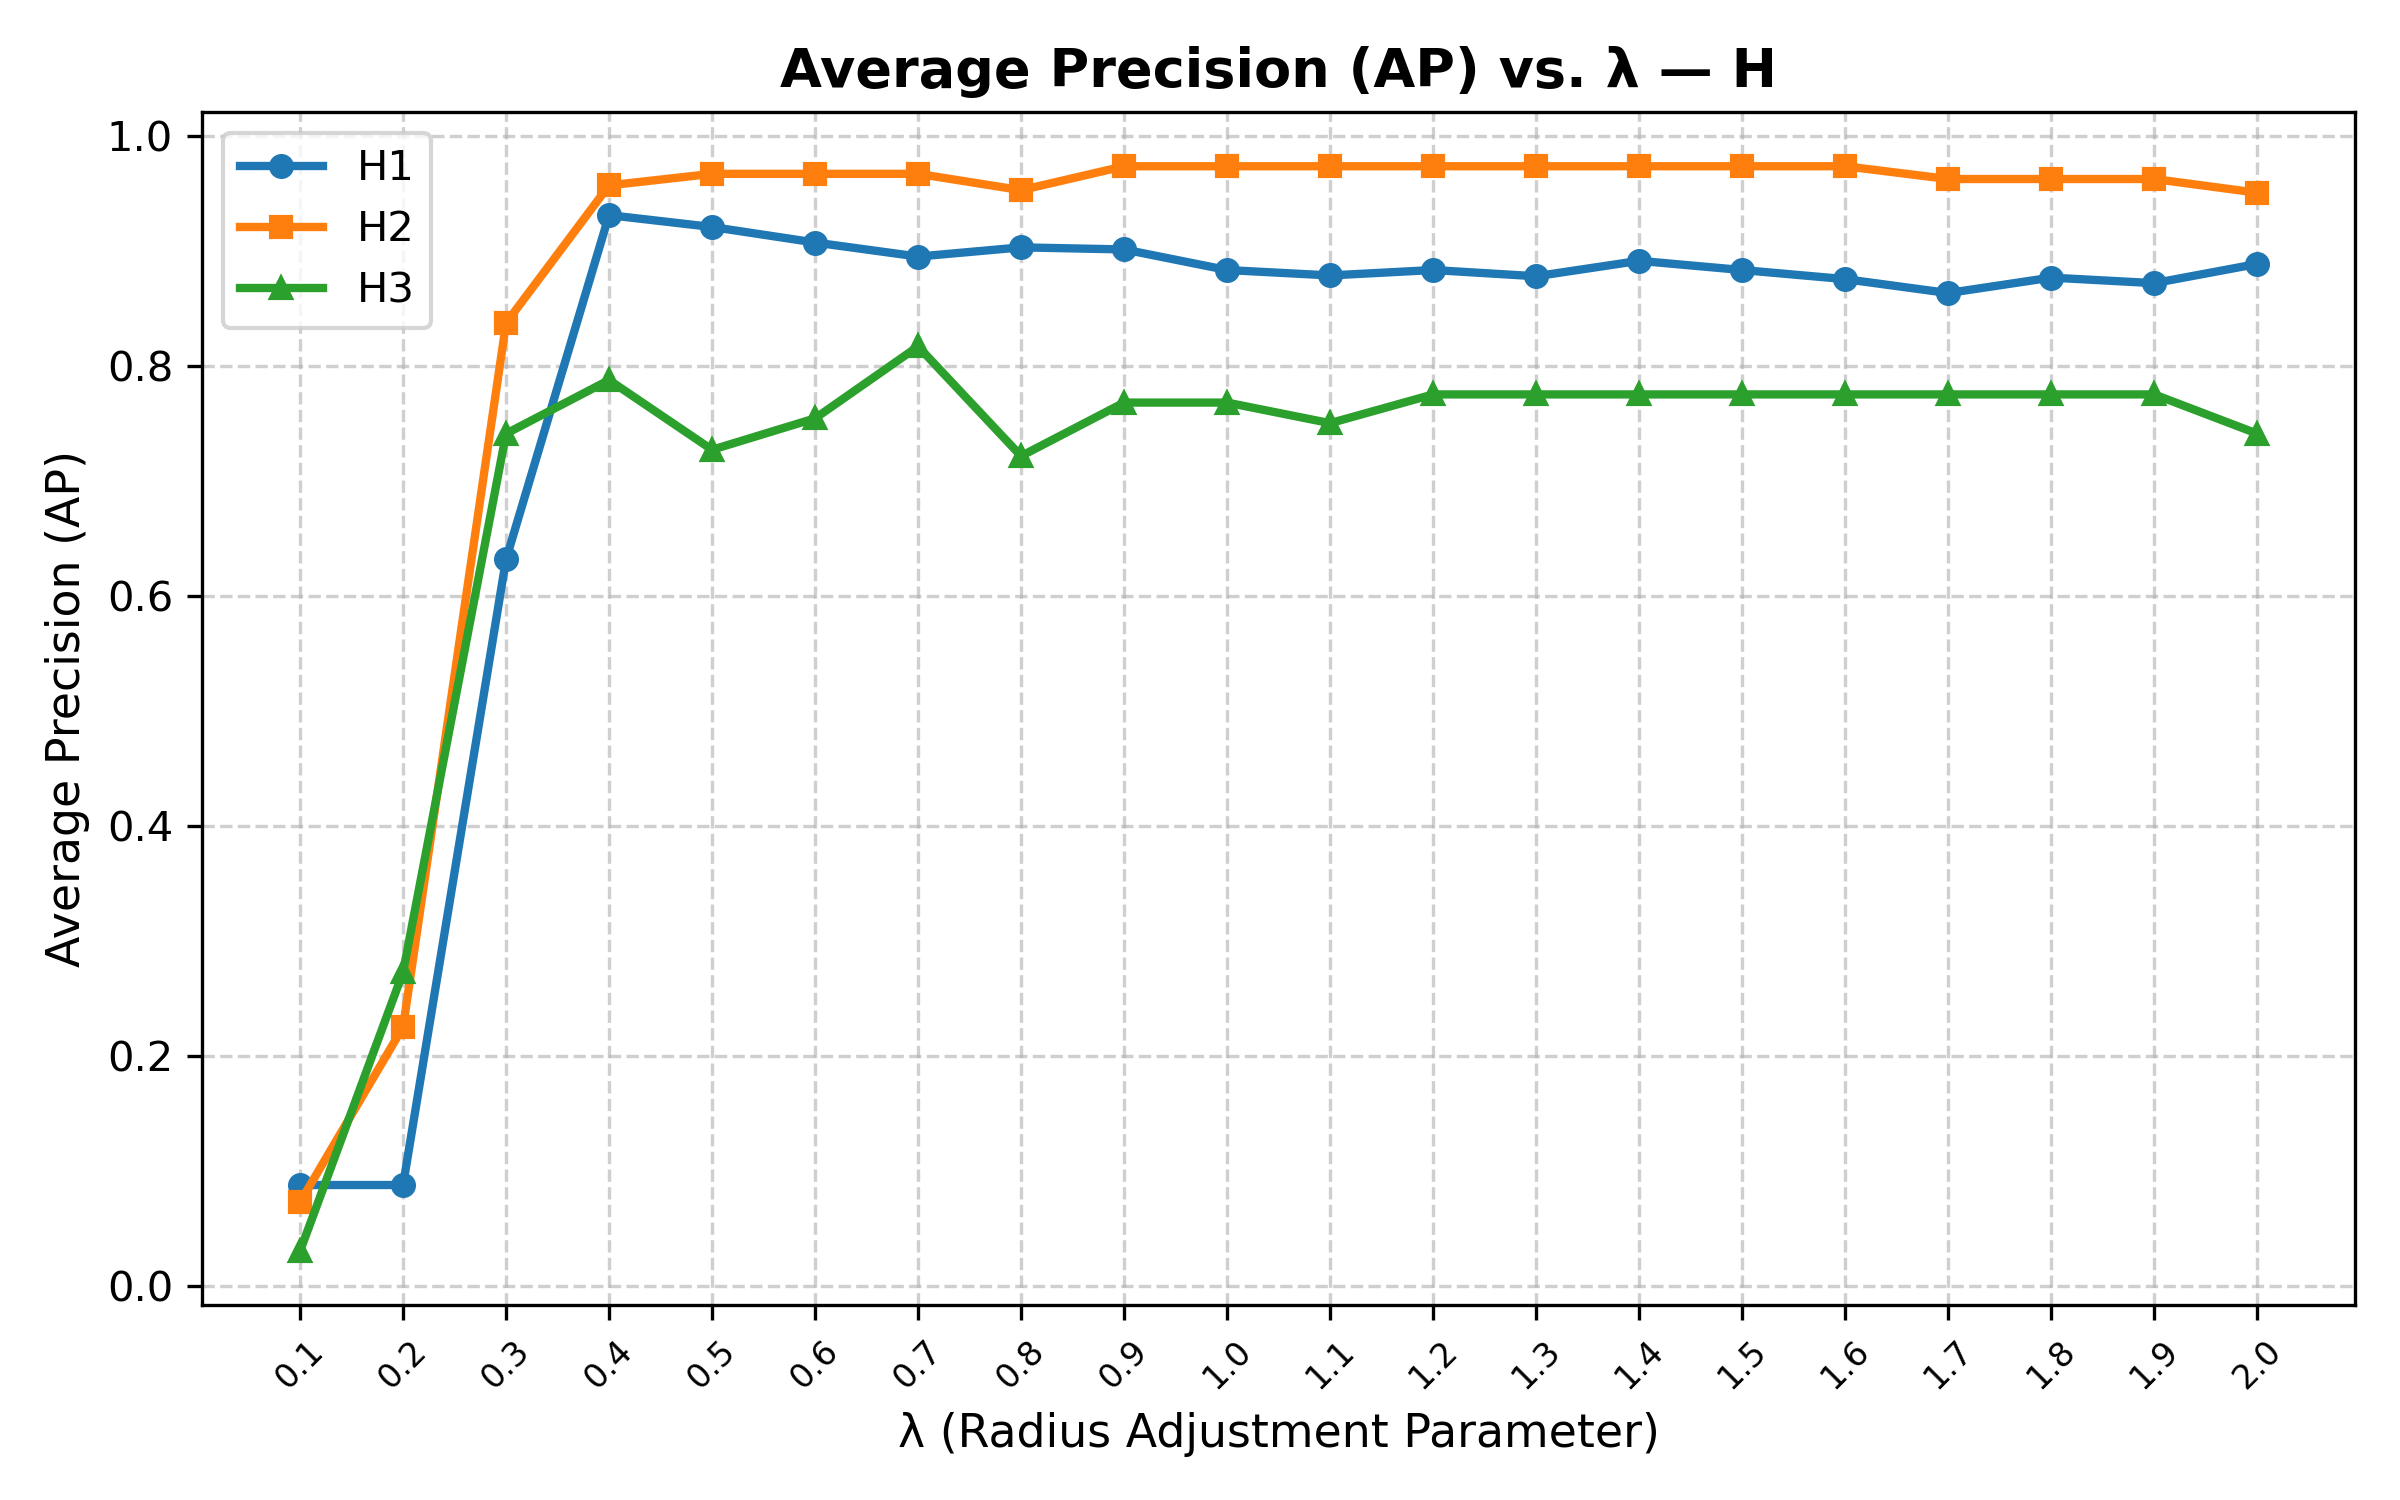 Average Precision (AP) vs. λ — H
H1
H2
H3
Average Precision (AP)
1.0
0.8
0.6
0.4
0.2
0.0
0.1 0.2 0.3 0.4 0.5 0.6 0.7 0.8 0.9 1.0 1.1 1.2 1.3 1.4 1.5 1.6 1.7 1.8 1.9 2.0
λ (Radius Adjustment Parameter)